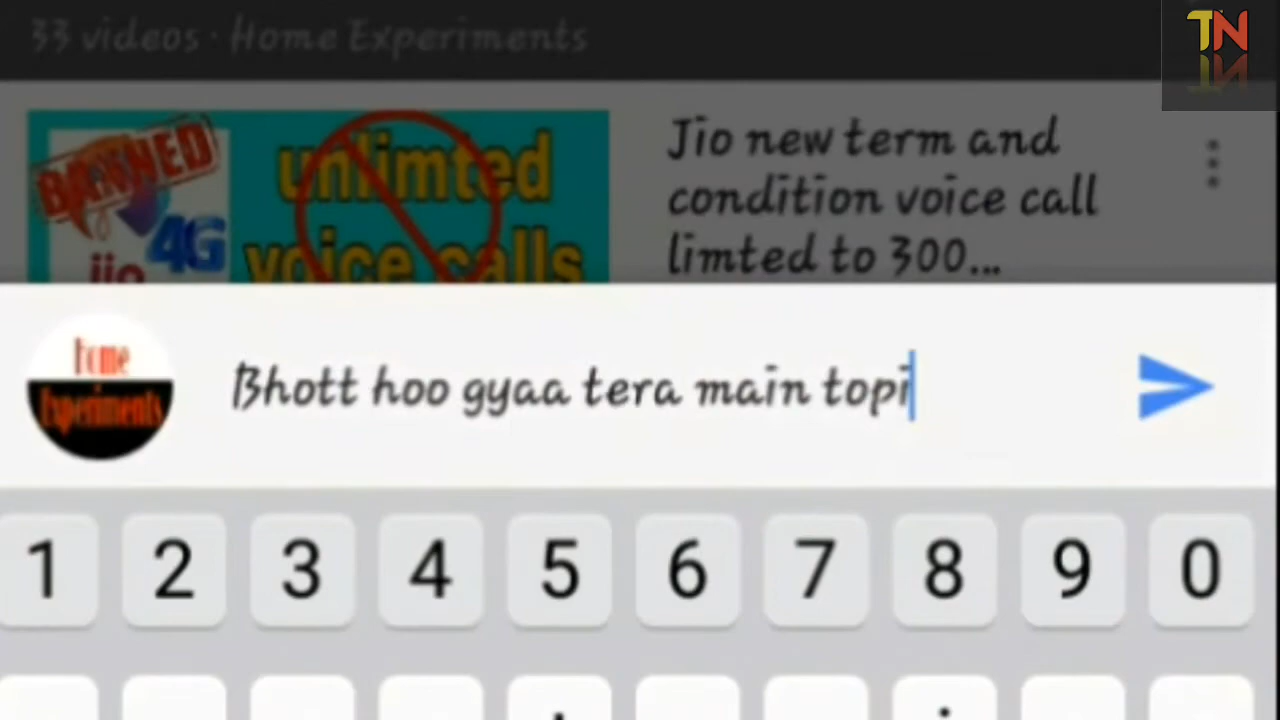 33 videos · Home Experiments
TN
BANNED
unlimted
Jio new term and
4G
voice calls
condition voice call
jio
limted to 300...
Home
Experiments
Bhott hoo gyaa tera main topi
1 2 3 4 5 6 7 8 9 0